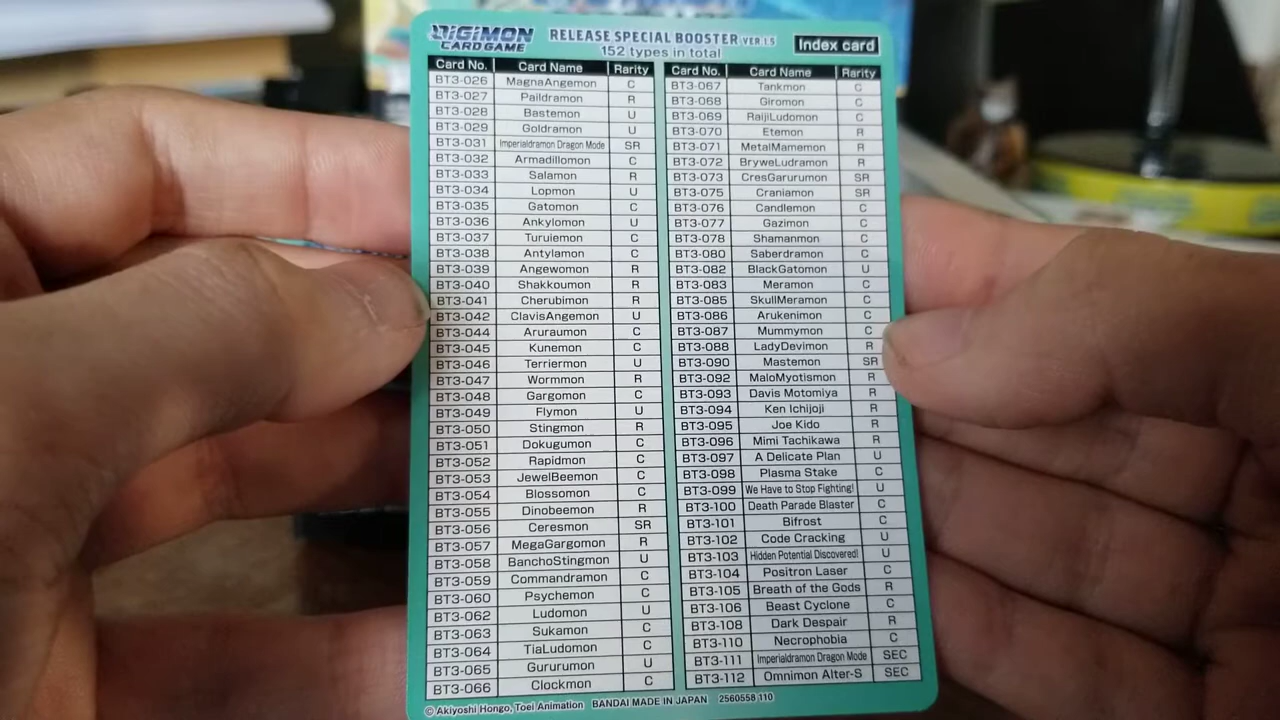 DIGIMON
CARD GAME
RELEASE SPECIAL BOOSTER VER 1.5
152 types in total
Index card
Card No. Card Name Rarity
BT3-026 MagnaAngemon C
BT3-027 Paildramon R
BT3-028 Bastemon U
BT3-029 Goldramon U
BT3-031 Imperialdramon Dragon Mode SR
BT3-032 Armadillomon C
BT3-033 Salamon R
BT3-034 Lopmon U
BT3-035 Gatomon C
BT3-036 Ankylomon U
BT3-037 Turuiemon C
BT3-038 Antylamon C
BT3-039 Angewomon R
BT3-040 Shakkoumon R
BT3-041 Cherubimon R
BT3-042 ClavisAngemon U
BT3-044 Aruraumon C
BT3-045 Kunemon C
BT3-046 Terriermon U
BT3-047 Wormmon R
BT3-048 Gargomon C
BT3-049 Flymon U
BT3-050 Stingmon R
BT3-051 Dokugumon C
BT3-052 Rapidmon C
BT3-053 JewelBeemon C
BT3-054 Blossomon C
BT3-055 Dinobeemon R
BT3-056 Ceresmon SR
BT3-057 MegaGargomon R
BT3-058 BanchoStingmon U
BT3-059 Commandramon C
BT3-060 Psychemon C
BT3-062 Ludomon U
BT3-063 Sukamon C
BT3-064 TiaLudomon C
BT3-065 Gururumon U
BT3-066 Clockmon C
Card No. Card Name Rarity
BT3-067 Tankmon C
BT3-068 Giromon C
BT3-069 RaijiLudomon C
BT3-070 Etemon R
BT3-071 MetalMamemon R
BT3-072 BryweLudramon R
BT3-073 CresGarurumon SR
BT3-075 Craniamon SR
BT3-076 Candlemon C
BT3-077 Gazimon C
BT3-078 Shamanmon C
BT3-080 Saberdramon C
BT3-082 BlackGatomon U
BT3-083 Meramon C
BT3-085 SkullMeramon C
BT3-086 Arukenimon C
BT3-087 Mummymon C
BT3-088 LadyDevimon R
BT3-090 Mastemon SR
BT3-092 MaloMyotismon R
BT3-093 Davis Motomiya R
BT3-094 Ken Ichijoji R
BT3-095 Joe Kido R
BT3-096 Mimi Tachikawa R
BT3-097 A Delicate Plan U
BT3-098 Plasma Stake C
BT3-099 We Have to Stop Fighting! U
BT3-100 Death Parade Blaster C
BT3-101 Bifrost C
BT3-102 Code Cracking U
BT3-103 Hidden Potential Discovered! U
BT3-104 Positron Laser C
BT3-105 Breath of the Gods R
BT3-106 Beast Cyclone C
BT3-108 Dark Despair R
BT3-110 Necrophobia C
BT3-111 Imperialdramon Dragon Mode SEC
BT3-112 Omnimon Alter-S SEC
© Akiyoshi Hongo, Toei Animation BANDAI MADE IN JAPAN 2560558 110